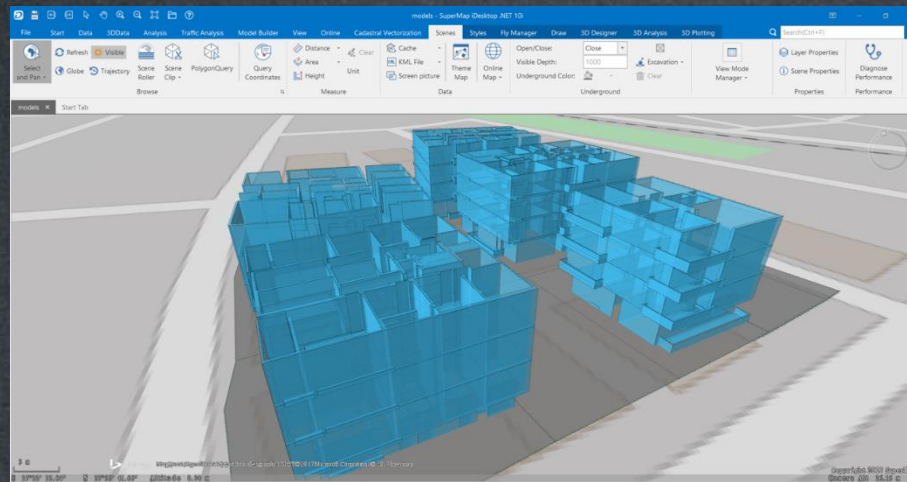 models - SuperMap iDesktop .NET 10i
File Start Data 3DData Analysis Traffic Analysis Model Builder View Online Cadastral Vectorization Scenes Styles Fly Manager Draw 3D Designer 3D Analysis 3D Plotting Search(Ctrl+F)
Select and Pan
Refresh Visible
Globe Trajectory
Scene Roller
Scene Clip
PolygonQuery
Browse
Query Coordinates
Distance Clear
Area
Height Unit
Measure
Cache
KML File
Screen picture
Theme Map
Online Map
Data
Open/Close: Close
Visible Depth: 1000 Excavation
Underground Color: Clear
Underground
View Mode Manager
Layer Properties
Scene Properties
Properties
Diagnose Performance
Performance
models Start Tab
Altitude 0.00